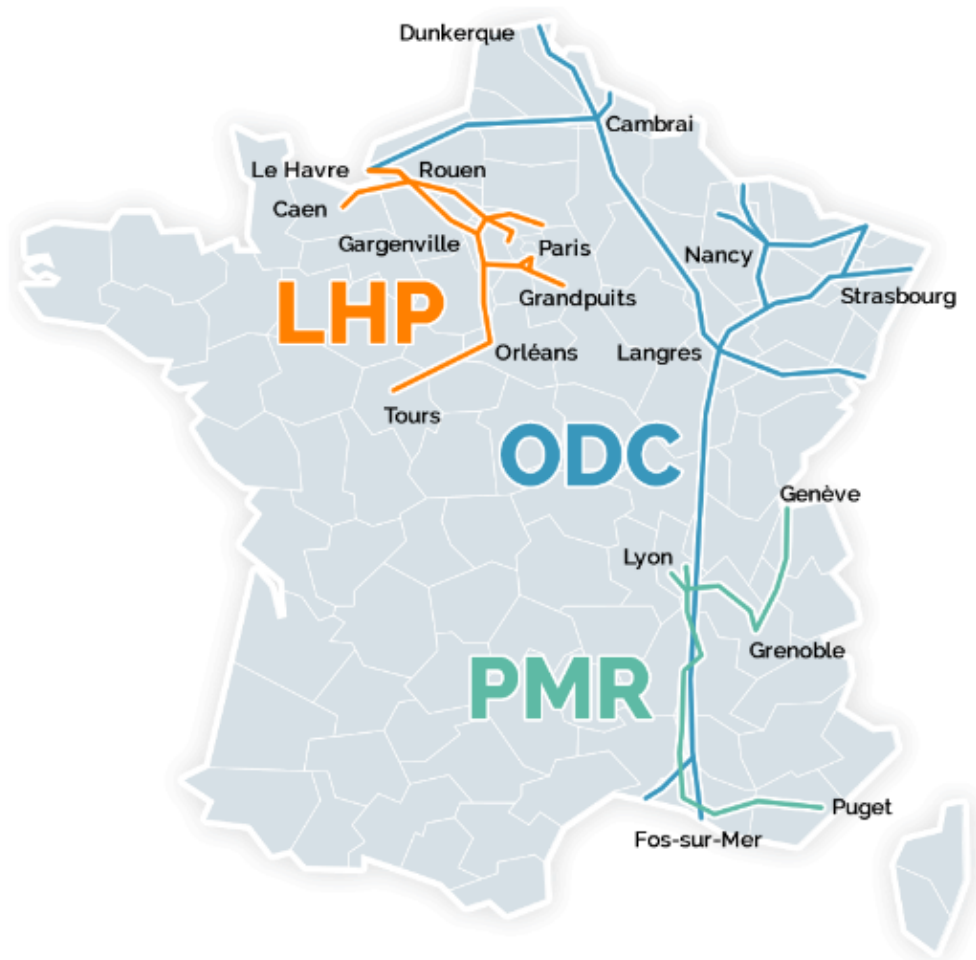 Dunkerque
Cambrai
Le Havre
Rouen
Caen
Gargenville
Paris
Nancy
Grandpuits
Strasbourg
LHP
Orléans
Langres
Tours
ODC
Genève
Lyon
Grenoble
PMR
Puget
Fos-sur-Mer